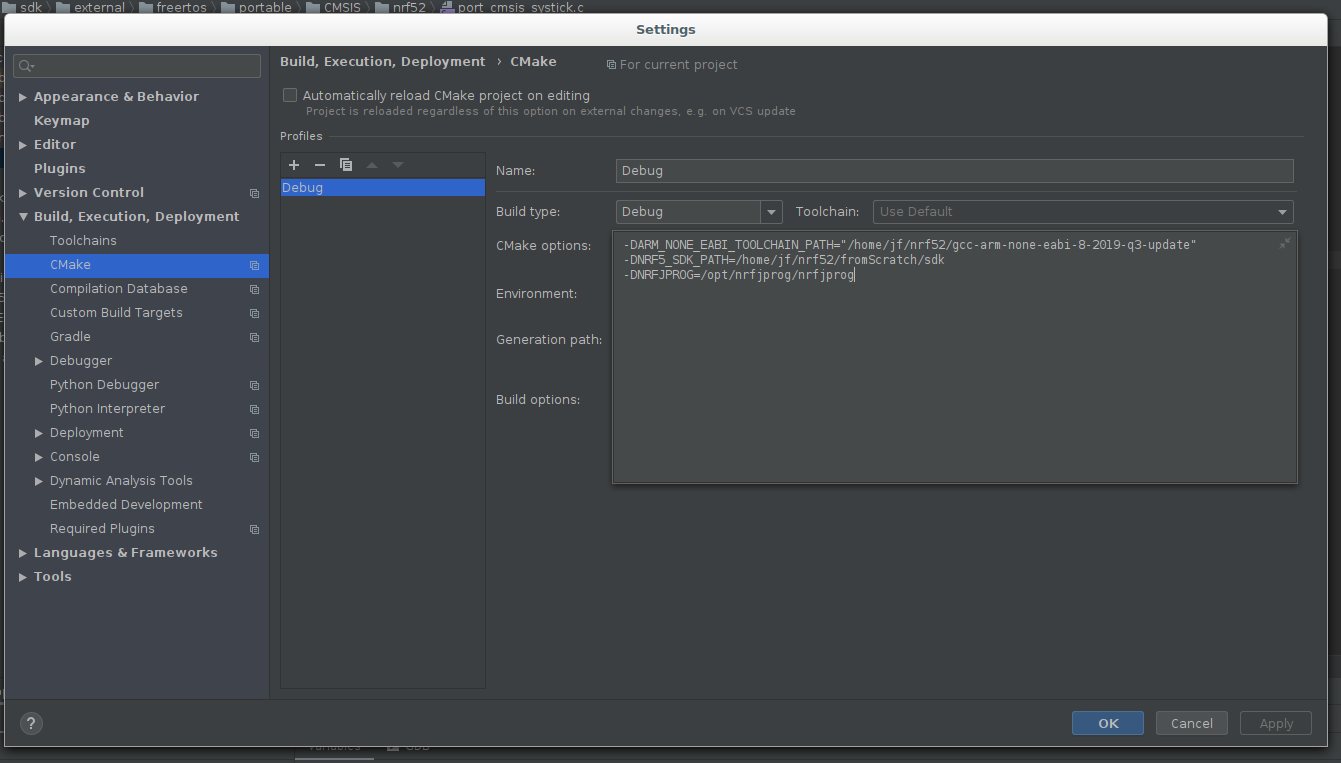 sdk external freertos portable CMSIS nrf52 port_cmsis_systick.c
Settings
Build, Execution, Deployment › CMake For current project
Appearance & Behavior
Keymap
Editor
Plugins
Version Control
Build, Execution, Deployment
Toolchains
CMake
Compilation Database
Custom Build Targets
Gradle
Debugger
Python Debugger
Python Interpreter
Deployment
Console
Dynamic Analysis Tools
Embedded Development
Required Plugins
Languages & Frameworks
Tools
Automatically reload CMake project on editing
Project is reloaded regardless of this option on external changes, e.g. on VCS update
Profiles
Debug
Name: Debug
Build type: Debug Toolchain: Use Default
CMake options:
-DARM_NONE_EABI_TOOLCHAIN_PATH="/home/jf/nrf52/gcc-arm-none-eabi-8-2019-q3-update"
-DNRF5_SDK_PATH=/home/jf/nrf52/fromScratch/sdk
-DNRFJPROG=/opt/nrfjprog/nrfjprog
Environment:
Generation path:
Build options:
? OK Cancel Apply
Variables GDB